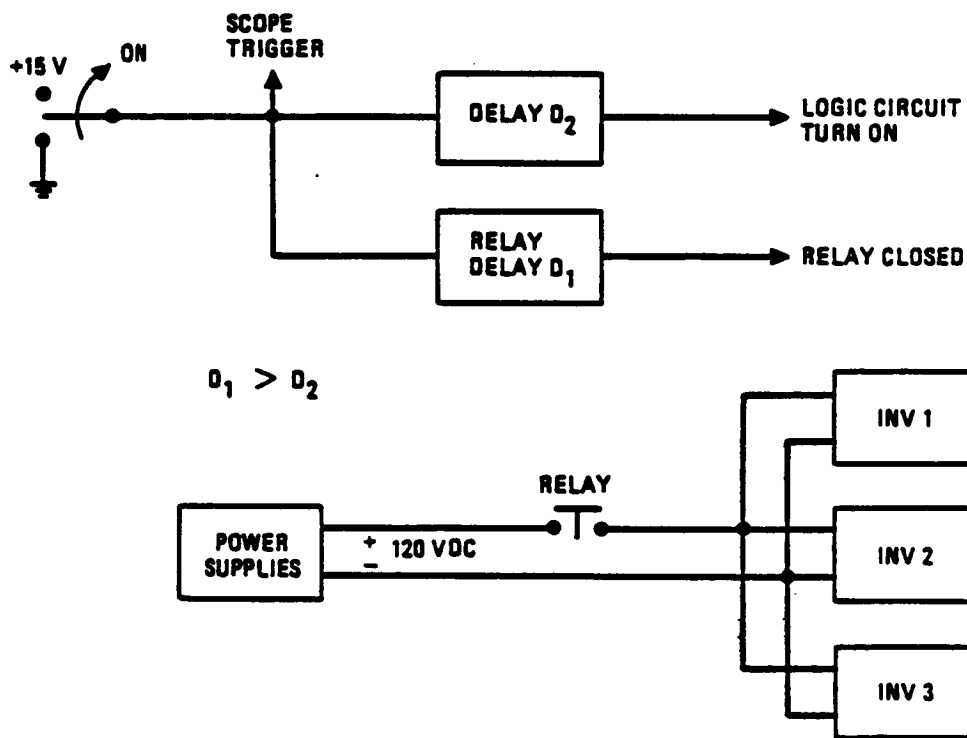 SCOPE
TRIGGER
ON
+15 V
DELAY D2
LOGIC CIRCUIT
TURN ON
RELAY
DELAY D1
RELAY CLOSED
D1 > D2
INV 1
RELAY
POWER
SUPPLIES
+
120 VDC
-
INV 2
INV 3